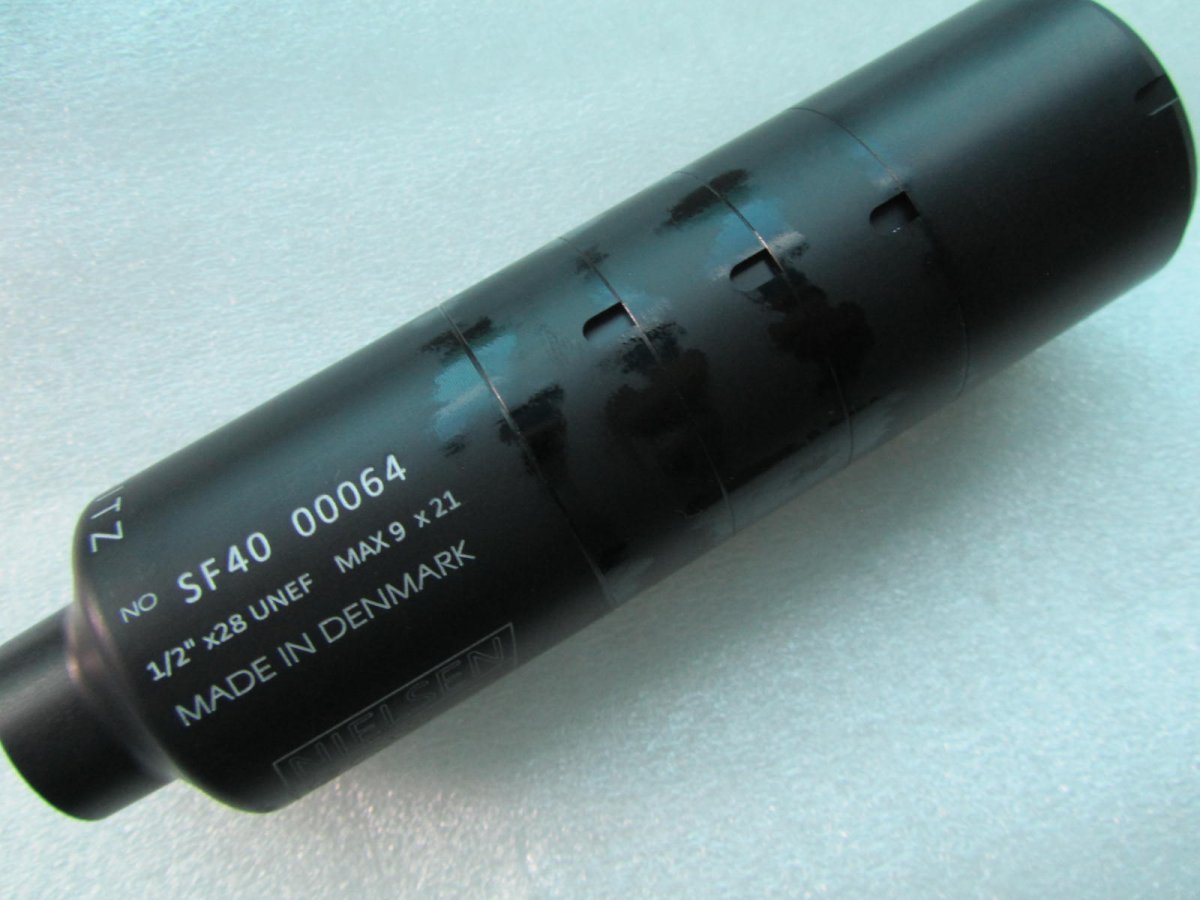 NO SF40 00064
1/2" x28 UNEF MAX 9 x 21
MADE IN DENMARK
NIELSEN